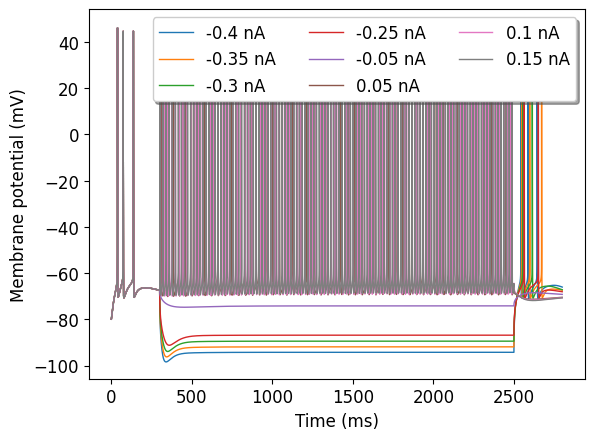 -0.4 nA -0.25 nA 0.1 nA
-0.35 nA -0.05 nA 0.15 nA
-0.3 nA 0.05 nA
Membrane potential (mV)
40
20
0
−20
−40
−60
−80
−100
0 500 1000 1500 2000 2500
Time (ms)